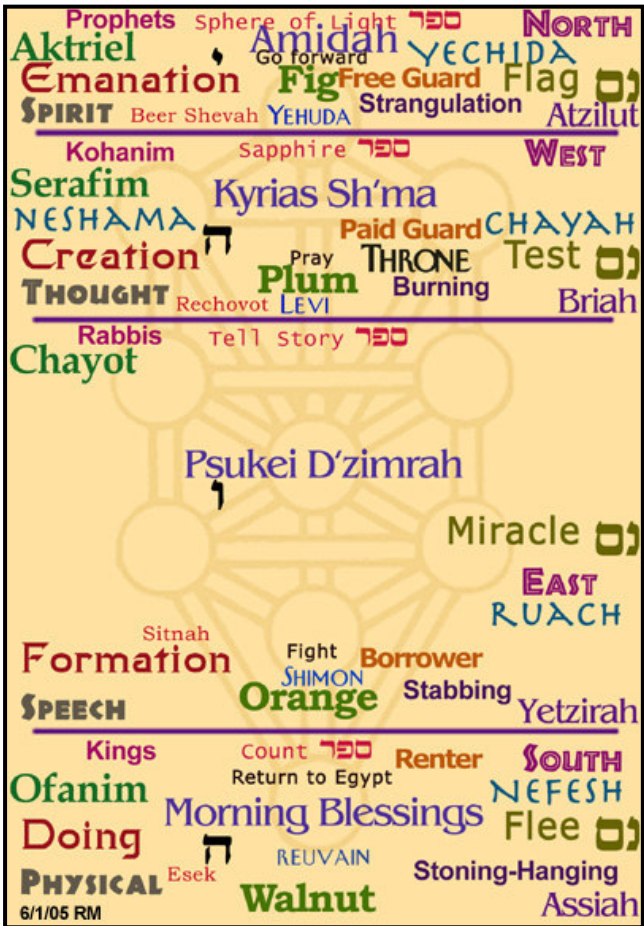 Prophets Sphere of Light ספר NORTH
Aktriel י Amidah YECHIDA
Go forward
Emanation Fig Free Guard Flag נס
SPIRIT Beer Shevah YEHUDA Strangulation Atzilut
Kohanim Sapphire ספר WEST
Serafim Kyrias Sh'ma
NESHAMA ה Paid Guard CHAYAH
Creation Pray THRONE Test נס
THOUGHT Plum Burning
Rechovot LEVI Briah
Rabbis Tell Story ספר
Chayot
Psukei D'zimrah
ו
Miracle נס
EAST
RUACH
Sitnah
Formation Fight Borrower
SHIMON
SPEECH Orange Stabbing Yetzirah
Kings Count ספר Renter SOUTH
Ofanim Return to Egypt NEFESH
Morning Blessings
Doing ה Flee נס
REUVAIN
PHYSICAL Esek Stoning-Hanging
Walnut Assiah
6/1/05 RM